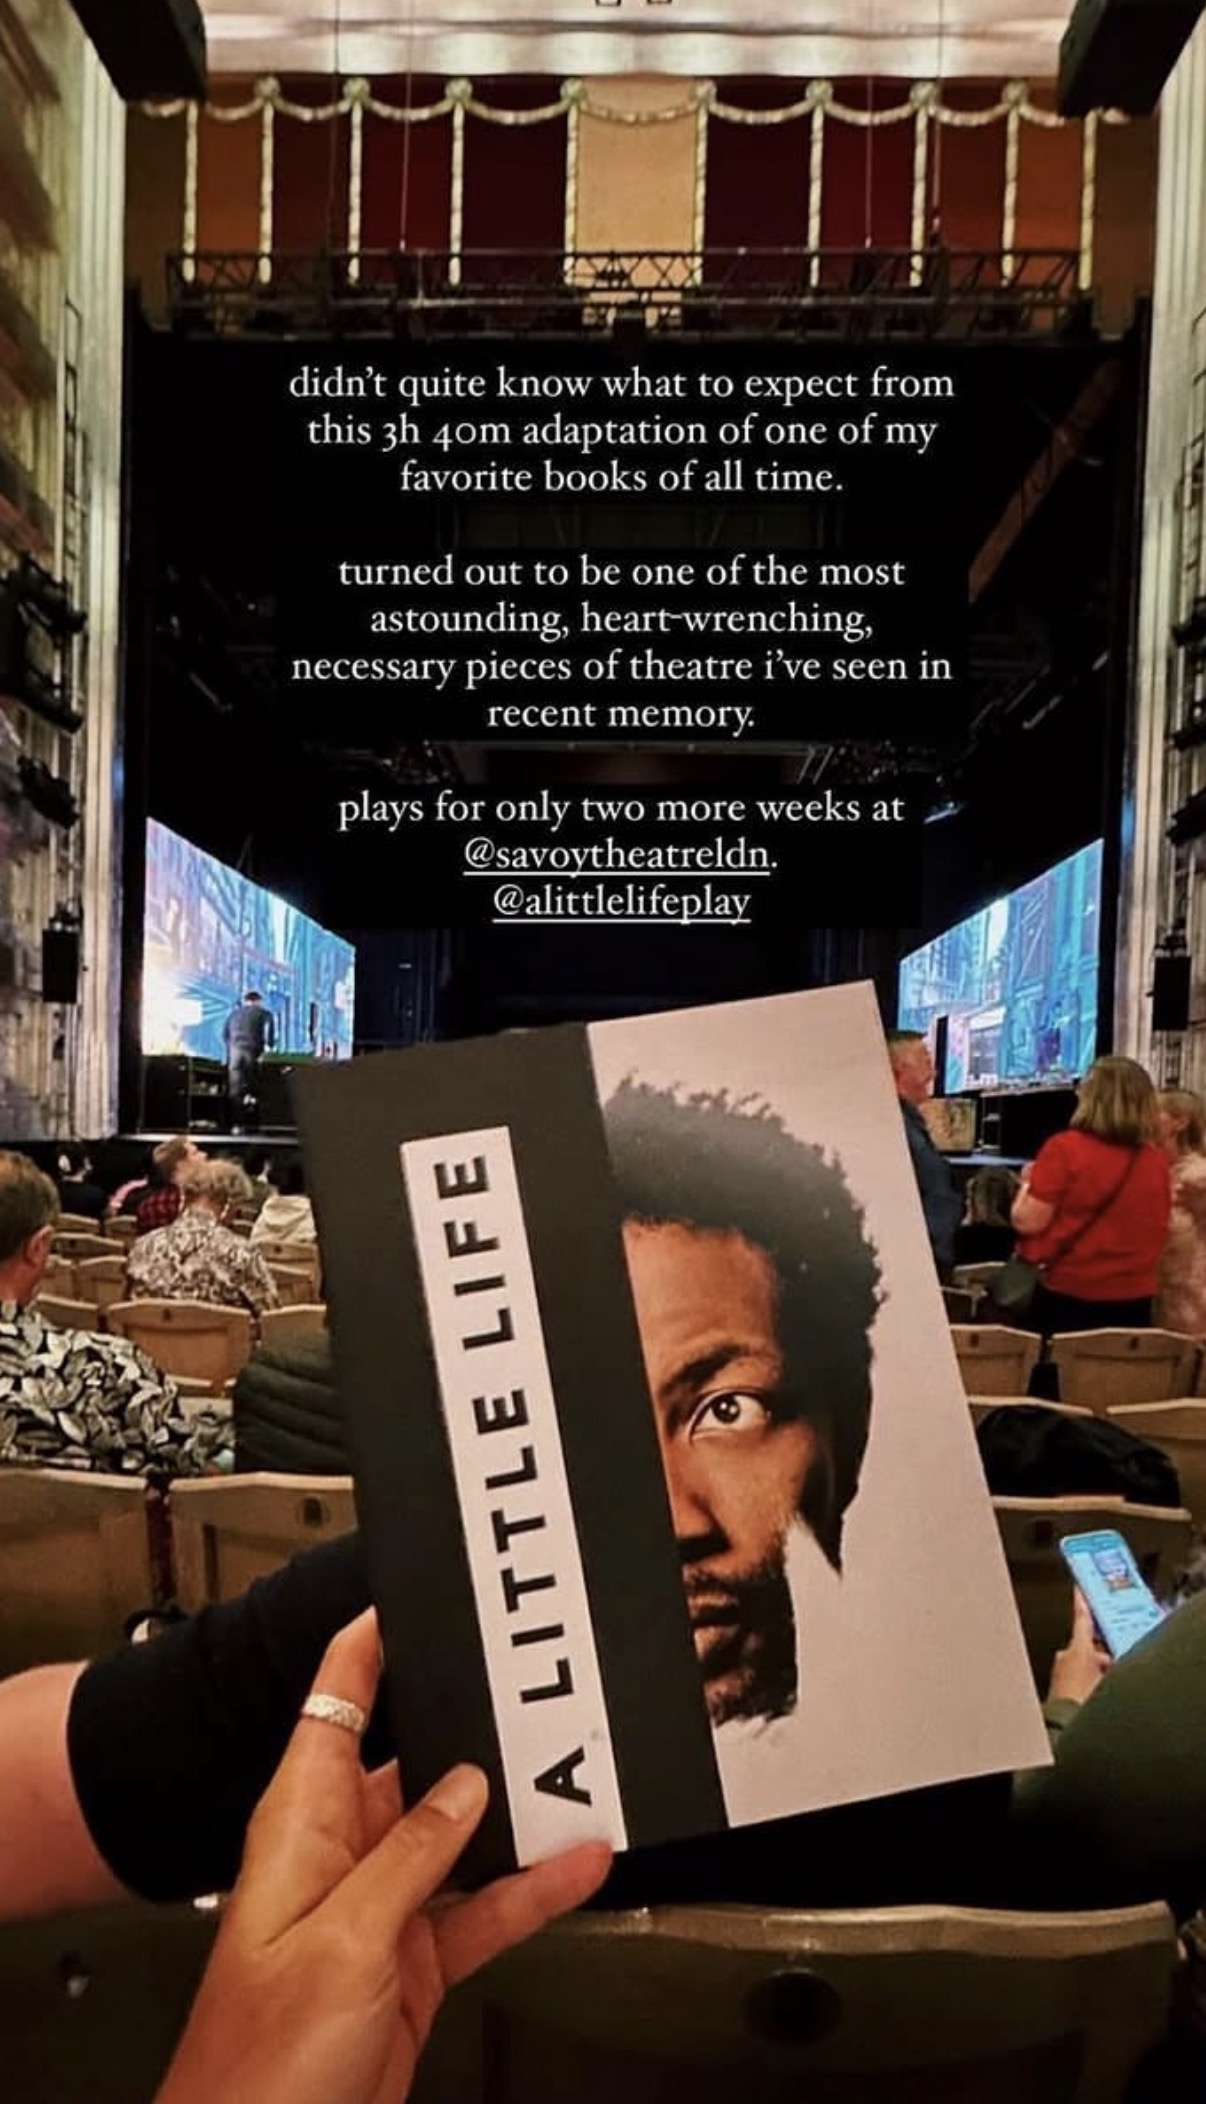 didn't quite know what to expect from
this 3h 40m adaptation of one of my
favorite books of all time.
turned out to be one of the most
astounding, heart-wrenching,
necessary pieces of theatre i've seen in
recent memory.
plays for only two more weeks at
@savoytheatreldn.
@alittlelifeplay
A LITTLE LIFE